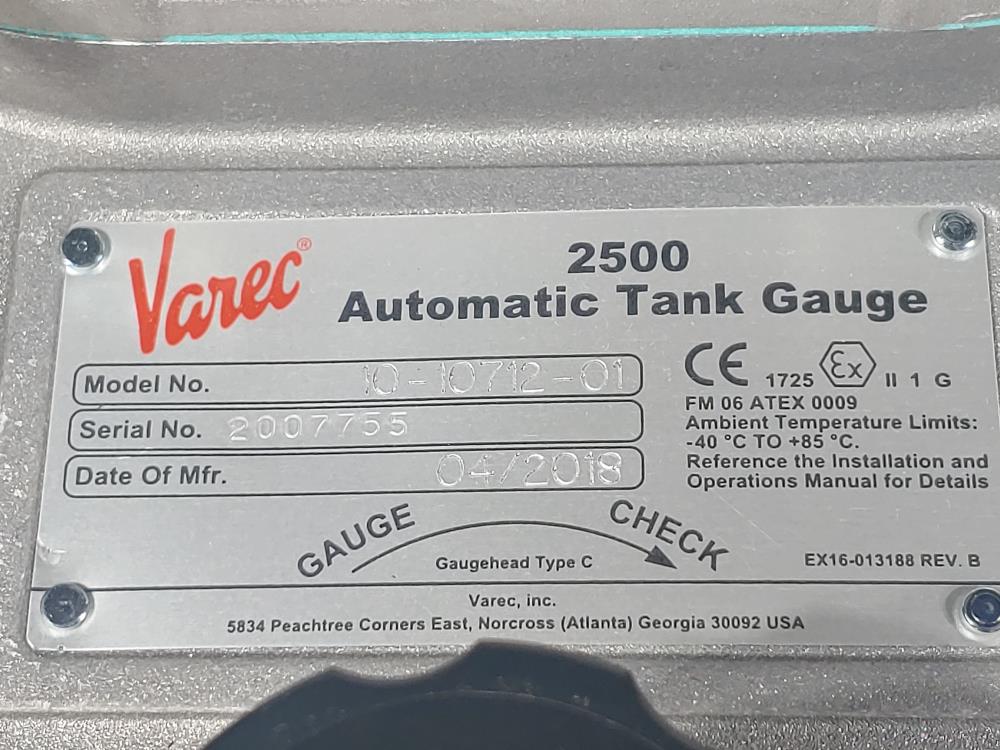 Varec®
2500
Automatic Tank Gauge
Model No. 10-10712-01
Serial No. 2007755
Date Of Mfr. 04/2018
CE 1725 Ex II 1 G
FM 06 ATEX 0009
Ambient Temperature Limits:
-40 °C TO +85 °C.
Reference the Installation and
Operations Manual for Details
GAUGE CHECK
Gaugehead Type C
EX16-013188 REV. B
Varec, inc.
5834 Peachtree Corners East, Norcross (Atlanta) Georgia 30092 USA